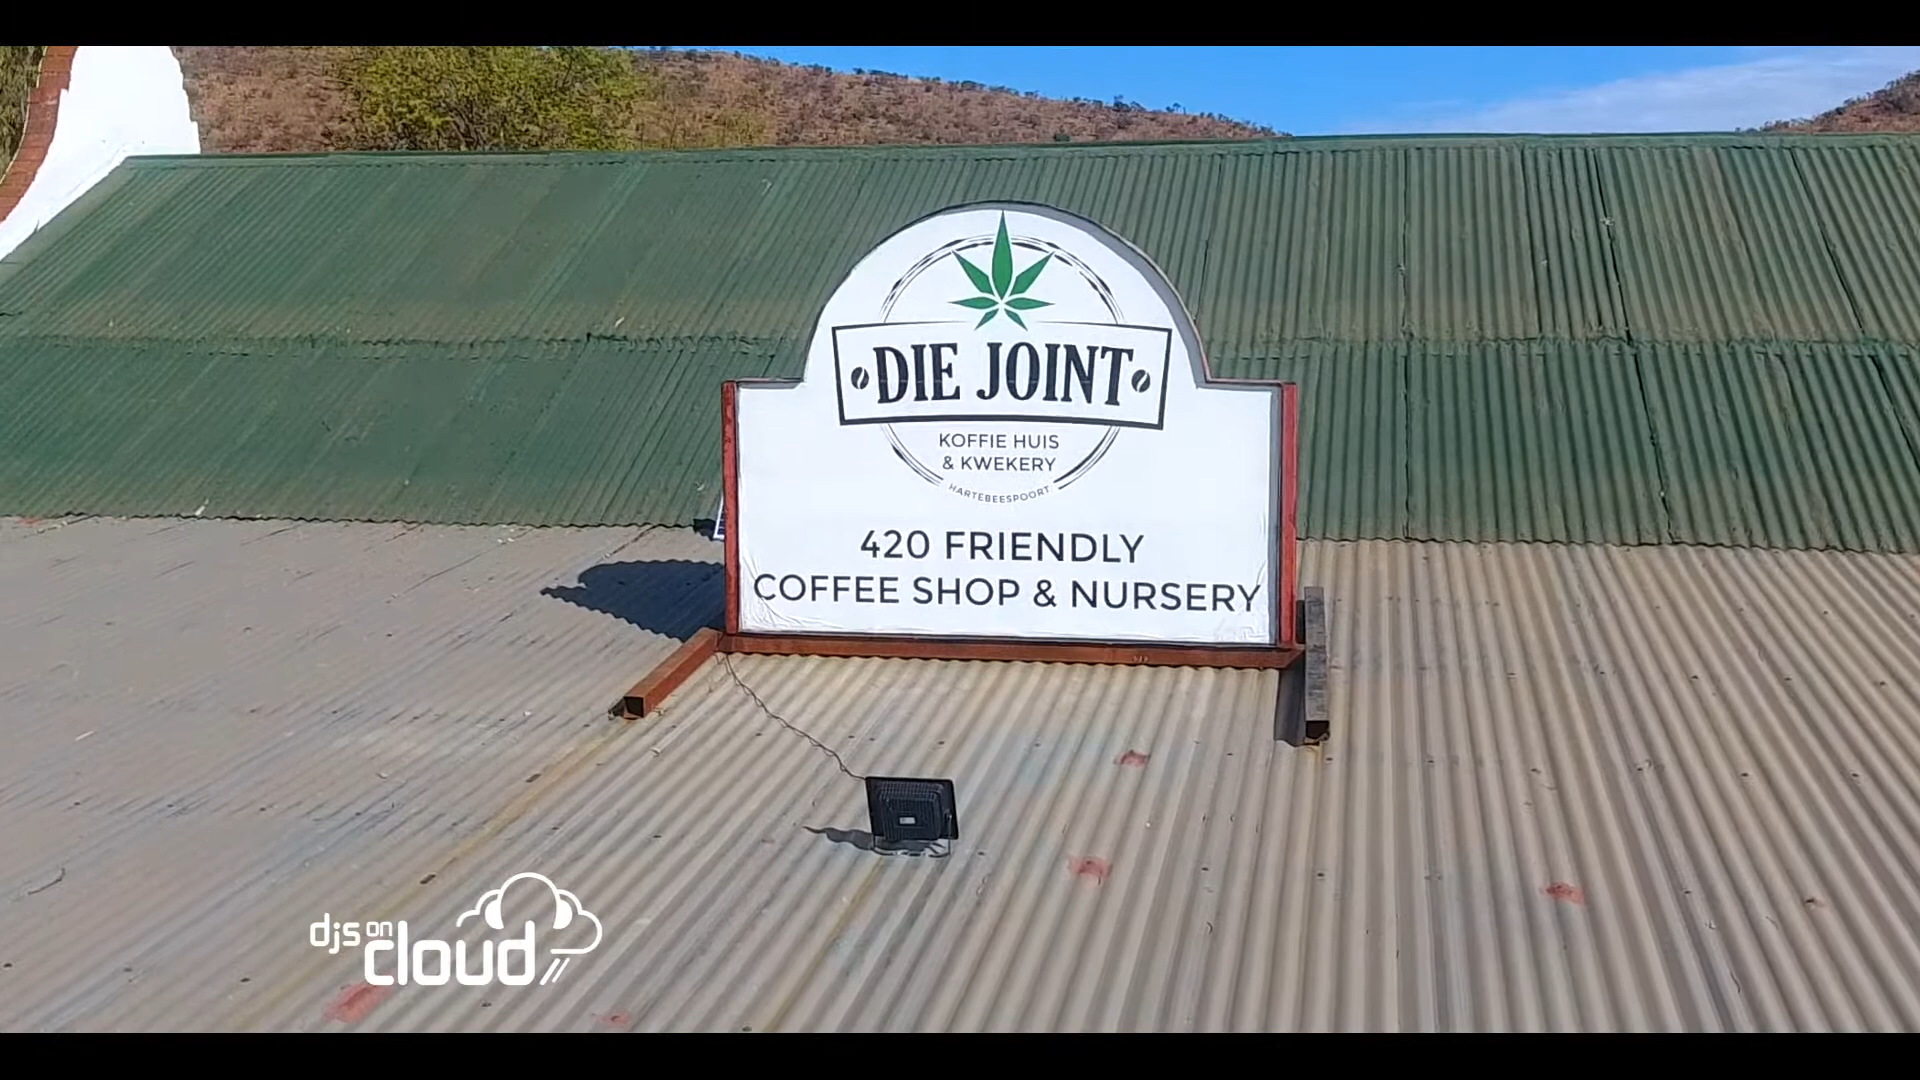 DIE JOINT
KOFFIE HUIS
& KWEKERY
HARTEBEESPOORT
420 FRIENDLY
COFFEE SHOP & NURSERY
djs on
cloud